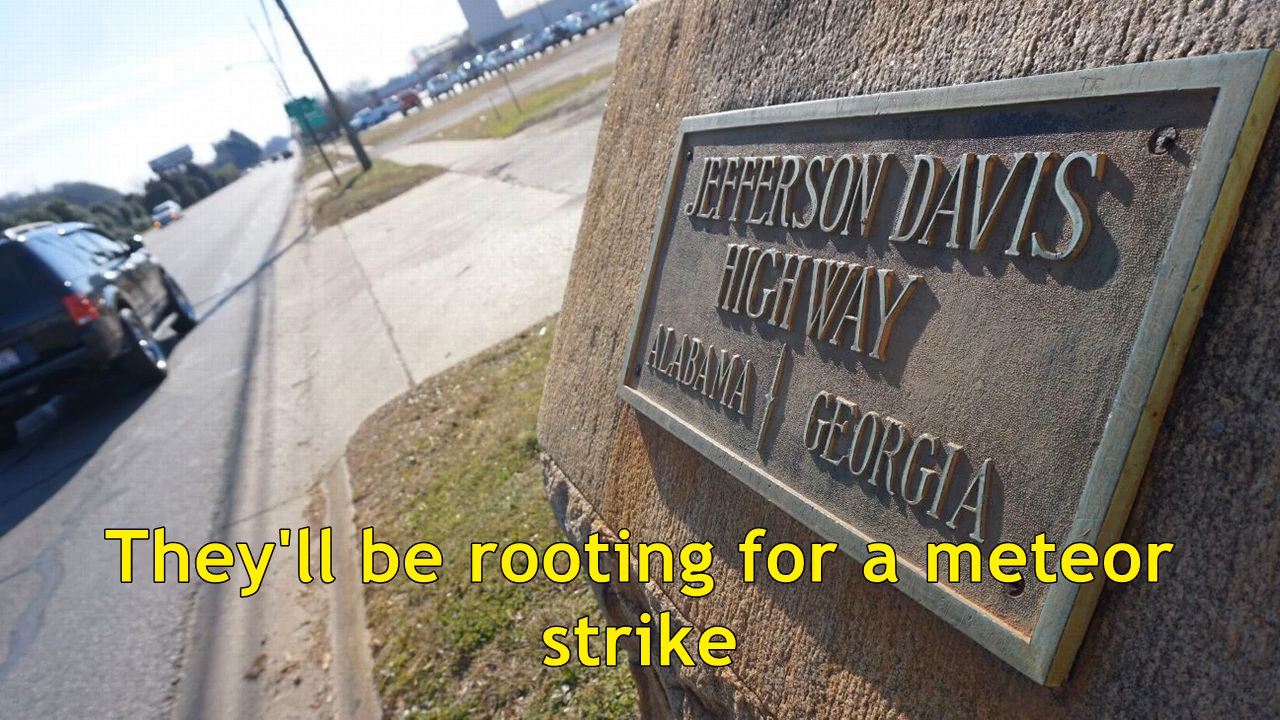 JEFFERSON DAVIS
HIGHWAY
ALABAMA GEORGIA
They'll be rooting for a meteor
strike